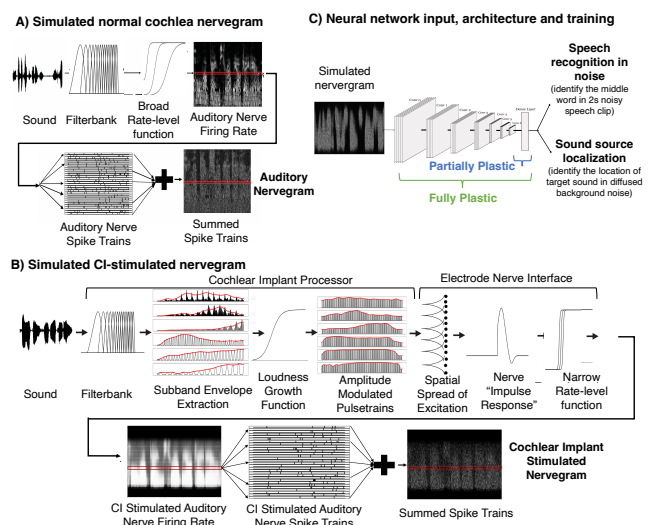 A) Simulated normal cochlea nervegram
Sound
Filterbank
Broad
Rate-level
function
Auditory Nerve
Firing Rate
Auditory Nerve
Spike Trains
Summed
Spike Trains
Auditory
Nervegram
C) Neural network input, architecture and training
Simulated
nervergram
Partially Plastic
Fully Plastic
Speech
recognition in
noise
(identify the middle
word in 2s noisy
speech clip)
Sound source
localization
(identify the location of
target sound in diffused
background noise)
B) Simulated CI-stimulated nervegram
Cochlear Implant Processor
Electrode Nerve Interface
Sound
Filterbank
Subband Envelope
Extraction
Loudness
Growth
Function
Amplitude
Modulated
Pulsetrains
Spatial
Spread of
Excitation
Nerve
“Impulse
Response”
Narrow
Rate-level
function
CI Stimulated Auditory
Nerve Firing Rate
CI Stimulated Auditory
Nerve Spike Trains
Summed Spike Trains
Cochlear Implant
Stimulated
Nervegram